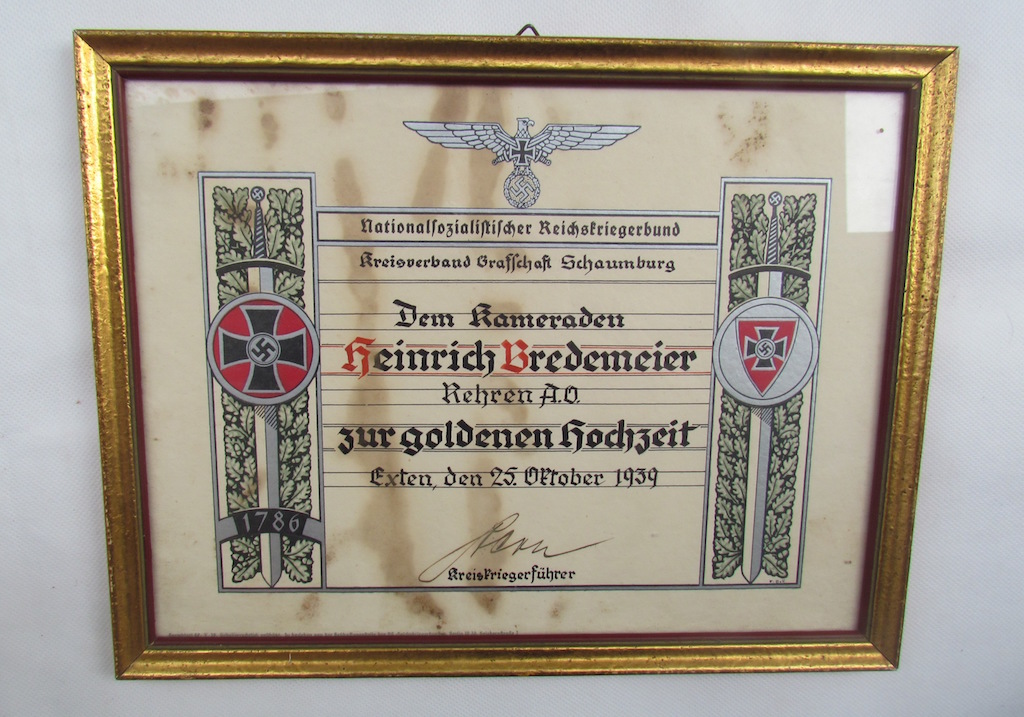 Nationalsozialistischer Reichskriegerbund
Kreisverband Grafschaft Schaumburg
Dem Kameraden
Heinrich Bredemeier
Rehren A.O.
zur goldenen Hochzeit
Exten, den 25. Oktober 1939
1786
Kreiskriegerführer